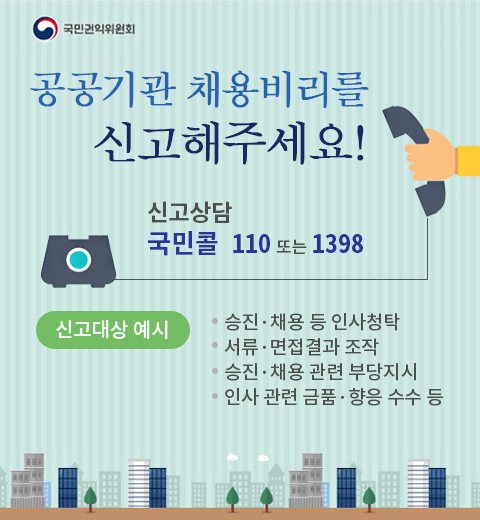 국민권익위원회
공공기관 채용비리를
신고해주세요!
신고상담
국민콜 110 또는 1398
신고대상 예시
• 승진·채용 등 인사청탁
• 서류·면접결과 조작
• 승진·채용 관련 부당지시
• 인사 관련 금품·향응 수수 등